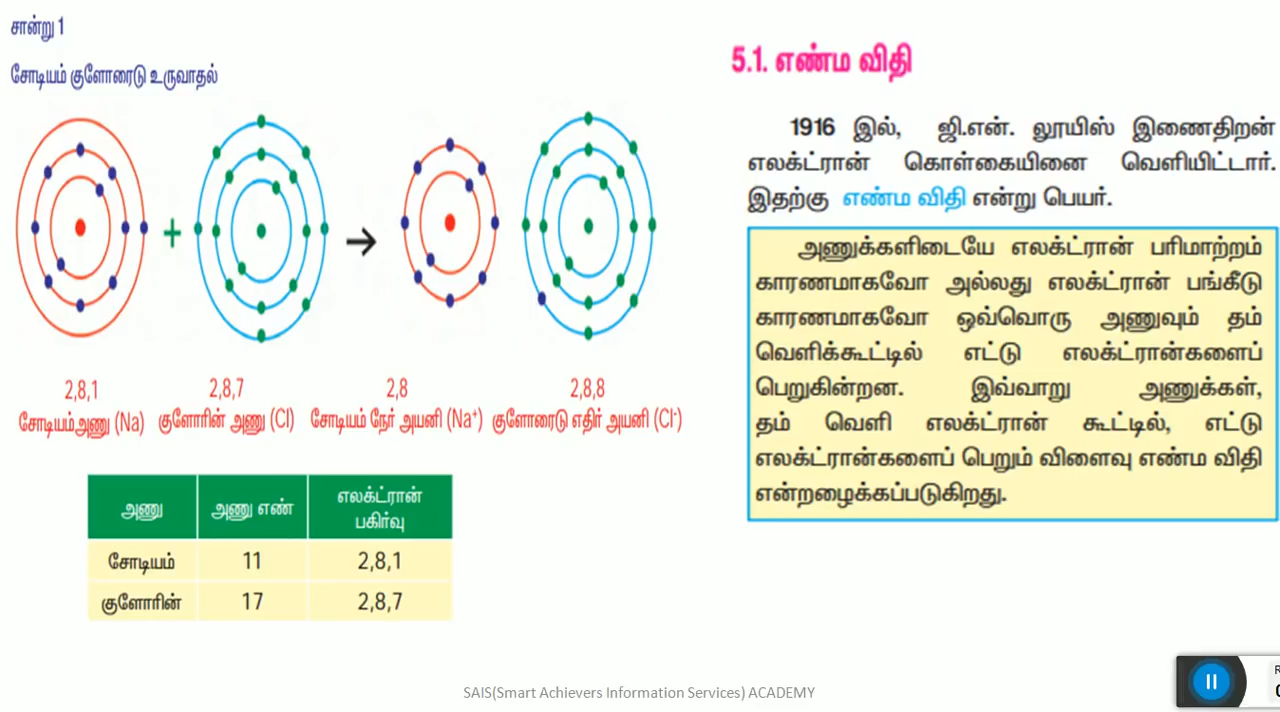 சான்று 1
சோடியம் குளோரைடு உருவாதல்
+
→
2,8,1
2,8,7
2,8
2,8,8
சோடியம்அணு (Na)
குளோரின் அணு (Cl)
சோடியம் நேர் அயனி (Na⁺)
குளோரைடு எதிர் அயனி (Cl⁻)
அணு
அணு எண்
எலக்ட்ரான்
பகிர்வு
சோடியம்
11
2,8,1
குளோரின்
17
2,8,7
5.1. எண்ம விதி
1916 இல், ஜி.என். லூயிஸ் இணைதிறன்
எலக்ட்ரான் கொள்கையினை வெளியிட்டார்.
இதற்கு எண்ம விதி என்று பெயர்.
அணுக்களிடையே எலக்ட்ரான் பரிமாற்றம்
காரணமாகவோ அல்லது எலக்ட்ரான் பங்கீடு
காரணமாகவோ ஒவ்வொரு அணுவும் தம்
வெளிக்கூட்டில் எட்டு எலக்ட்ரான்களைப்
பெறுகின்றன. இவ்வாறு அணுக்கள்,
தம் வெளி எலக்ட்ரான் கூட்டில், எட்டு
எலக்ட்ரான்களைப் பெறும் விளைவு எண்ம விதி
என்றழைக்கப்படுகிறது.
SAIS(Smart Achievers Information Services) ACADEMY